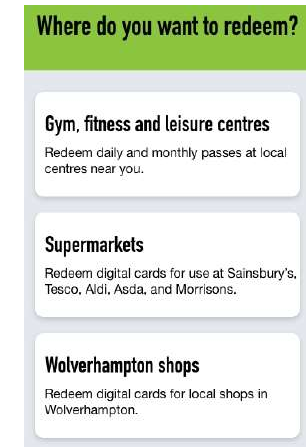 Where do you want to redeem?
Gym, fitness and leisure centres
Redeem daily and monthly passes at local
centres near you.
Supermarkets
Redeem digital cards for use at Sainsbury's,
Tesco, Aldi, Asda, and Morrisons.
Wolverhampton shops
Redeem digital cards for local shops in
Wolverhampton.